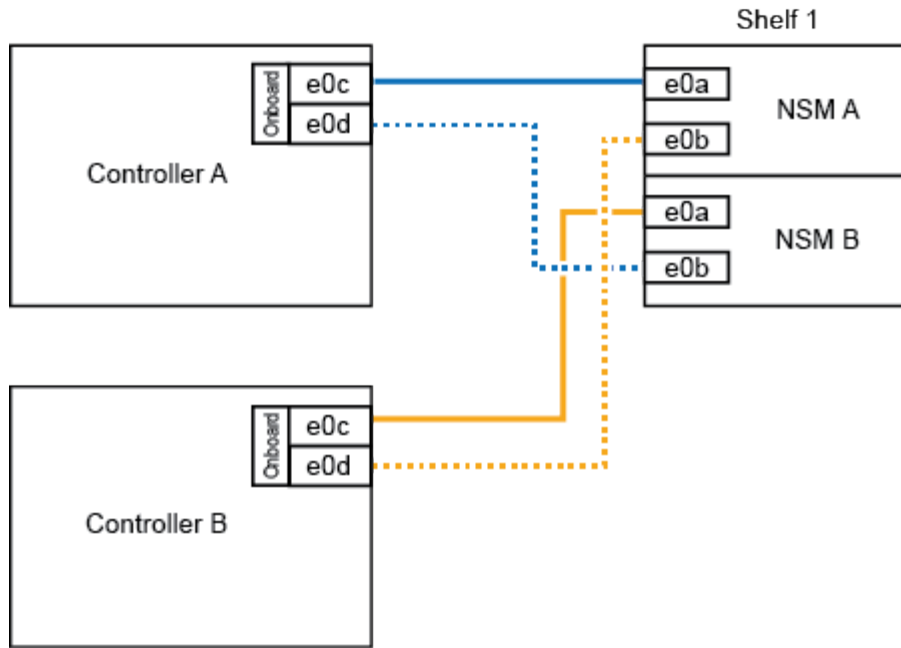 Shelf 1
Onboard
e0c
e0d
Controller A
e0a
e0b
NSM A
e0a
e0b
NSM B
Onboard
e0c
e0d
Controller B